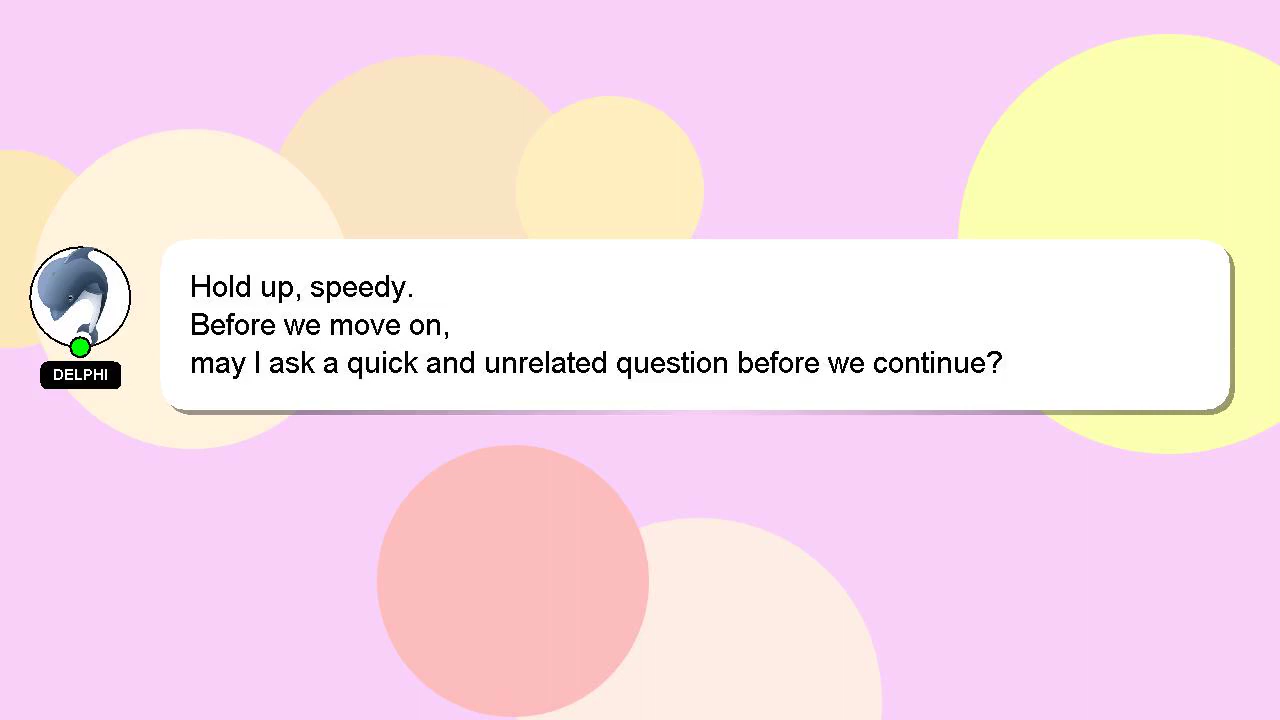 Hold up, speedy.
Before we move on,
may I ask a quick and unrelated question before we continue?
DELPHI